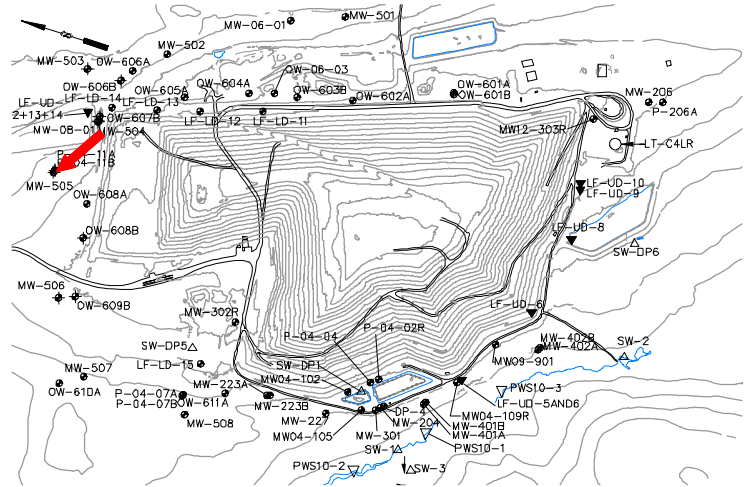 MW-501
MW-06-01
MW-502
MW-503
OW-606A
OW-06-03
OW-604A
OW-606B
OW-605A
OW-603B
OW-602A
OW-601A
OW-601B
MW-206
P-206A
LF-UD-
LF-LD-14
LF-LD-13
2+13+14
OW-607B
LF-LD-12
LF-LD-11
MW-08-01
MW-504
MW12-303R
LT-C4LR
P-04-11A
P-04-11B
MW-505
LF-UD-10
LF-UD-9
OW-608A
LF-UD-8
OW-608B
SW-DP6
MW-506
OW-609B
MW-302R
LF-UD-6
P-04-04
P-04-02R
MW-402B
MW-402A
SW-2
SW-DP5
MW09-901
LF-LD-15
SW-DP1
MW-507
MW-223A
MW04-102
OW-610A
P-04-07A
P-04-07B
OW-611A
MW-223B
PWS10-3
LF-UD-5AND6
MW-508
MW-227
DP-4
MW04-109R
MW-204
MW-401B
MW-401A
MW04-105
MW-301
SW-1
PWS10-1
PWS10-2
SW-3